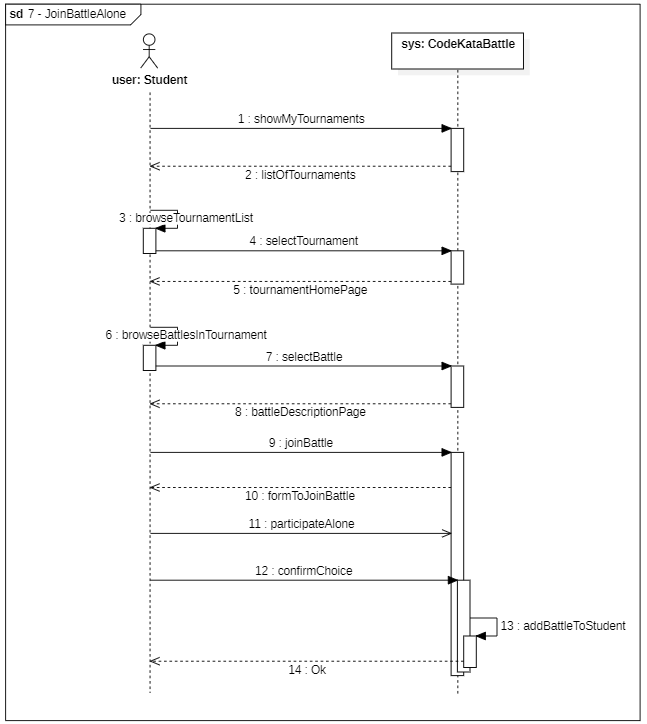 sd 7 - JoinBattleAlone
sys: CodeKataBattle
user: Student
1 : showMyTournaments
2 : listOfTournaments
3 : browseTournamentList
4 : selectTournament
5 : tournamentHomePage
6 : browseBattlesInTournament
7 : selectBattle
8 : battleDescriptionPage
9 : joinBattle
10 : formToJoinBattle
11 : participateAlone
12 : confirmChoice
13 : addBattleToStudent
14 : Ok